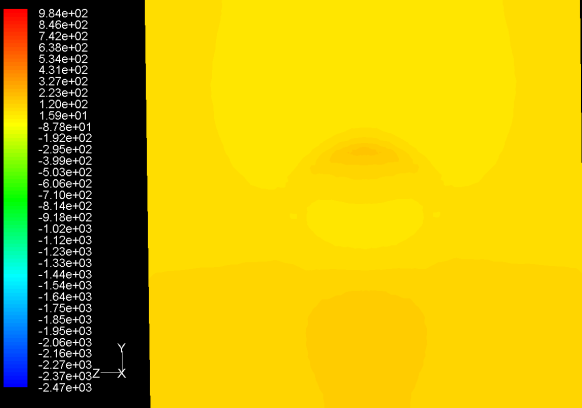 9.84e+02
8.46e+02
7.42e+02
6.38e+02
5.34e+02
4.31e+02
3.27e+02
2.23e+02
1.20e+02
1.59e+01
-8.78e+01
-1.92e+02
-2.95e+02
-3.99e+02
-5.03e+02
-6.06e+02
-7.10e+02
-8.14e+02
-9.18e+02
-1.02e+03
-1.12e+03
-1.23e+03
-1.33e+03
-1.44e+03
-1.54e+03
-1.64e+03
-1.75e+03
-1.85e+03
-1.95e+03
-2.06e+03
-2.16e+03
-2.27e+03
-2.37e+03
-2.47e+03
Y
Z
X